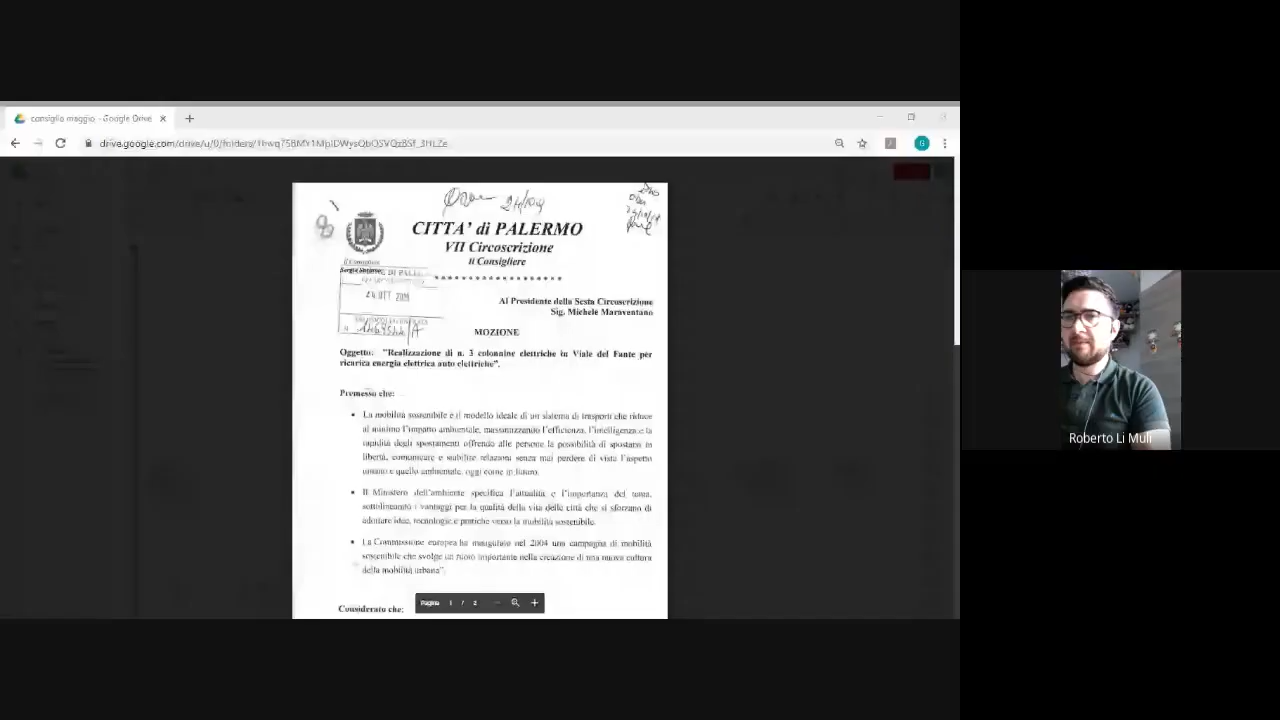 consiglio maggio - Google Drive
CITTA' di PALERMO
VII Circoscrizione
Il Consigliere
Il Consigliere
24 OTT 2019
Al Presidente della Sesta Circoscrizione
Sig. Michele Maraventano
MOZIONE
Oggetto: "Realizzazione di n. 3 colonnine elettriche in Viale del Fante per
ricarica energia elettrica auto elettriche".
Premesso che:
• La mobilità sostenibile è il modello ideale di un sistema di trasporti che riduce
al minimo l'impatto ambientale, massimizzando l'efficienza, l'intelligenza e la
rapidità degli spostamenti offrendo alle persone la possibilità di spostarsi in
libertà, comunicare e stabilire relazioni senza mai perdere di vista l'aspetto
umano e quello ambientale, oggi come in futuro.
• Il Ministero dell'ambiente specifica l'attualità e l'importanza del tema,
sottolineando i vantaggi per la qualità della vita delle città che si sforzano di
adottare idee, tecnologie e pratiche verso la mobilità sostenibile.
• La Commissione europea ha inaugurato nel 2004 una campagna di mobilità
sostenibile che svolge un ruolo importante nella creazione di una nuova cultura
della mobilità urbana".
Considerato che:
Pagina 1 / 2
Roberto Li Muli